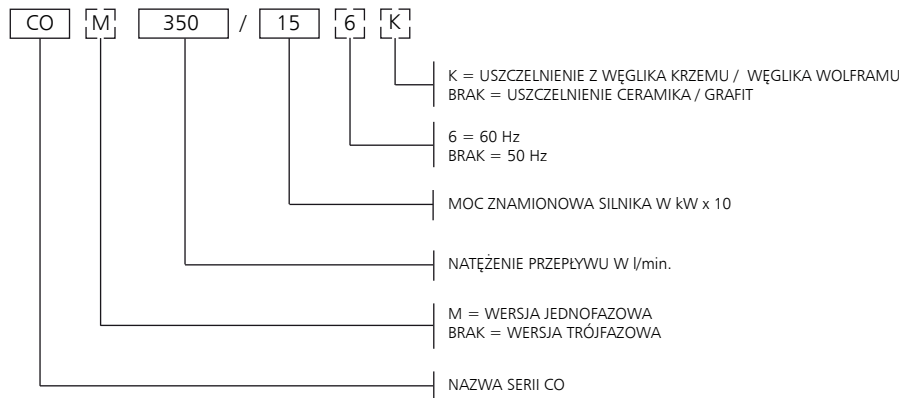 CO M 350 / 15 6 K
K = USZCZELNIENIE Z WĘGLIKA KRZEMU / WĘGLIKA WOLFRAMU
BRAK = USZCZELNIENIE CERAMIKA / GRAFIT
6 = 60 Hz
BRAK = 50 Hz
MOC ZNAMIONOWA SILNIKA W kW x 10
NATĘŻENIE PRZEPŁYWU W l/min.
M = WERSJA JEDNOFAZOWA
BRAK = WERSJA TRÓJFAZOWA
NAZWA SERII CO